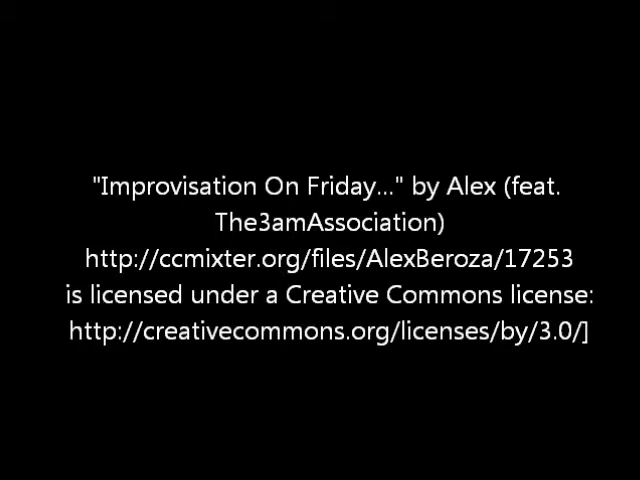 "Improvisation On Friday..." by Alex (feat.
The3amAssociation)
http://ccmixter.org/files/AlexBeroza/17253
is licensed under a Creative Commons license:
http://creativecommons.org/licenses/by/3.0/]